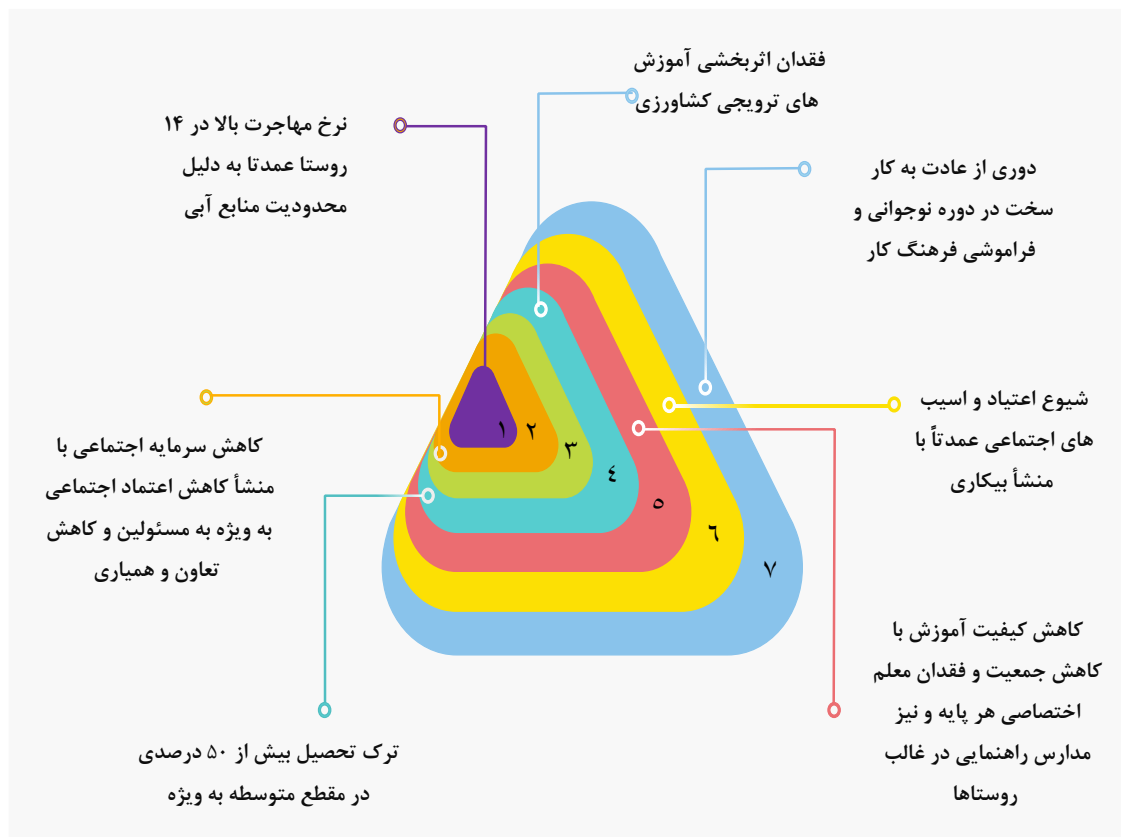 فقدان اثربخشی آموزش
های ترویجی کشاورزی
نرخ مهاجرت بالا در ۱۴
روستا عمدتا به دلیل
محدودیت منابع آبی
دوری از عادت به کار
سخت در دوره نوجوانی و
فراموشی فرهنگ کار
شیوع اعتیاد و اسیب
های اجتماعی عمدتاً با
منشأ بیکاری
کاهش سرمایه اجتماعی با
منشأ کاهش اعتماد اجتماعی
به ویژه به مسئولین و کاهش
تعاون و همیاری
۱
۲
۳
٤
٥
٦
۷
کاهش کیفیت آموزش با
کاهش جمعیت و فقدان معلم
اختصاصی هر پایه و نیز
مدارس راهنمایی در غالب
روستاها
ترک تحصیل بیش از ۵۰ درصدی
در مقطع متوسطه به ویژه